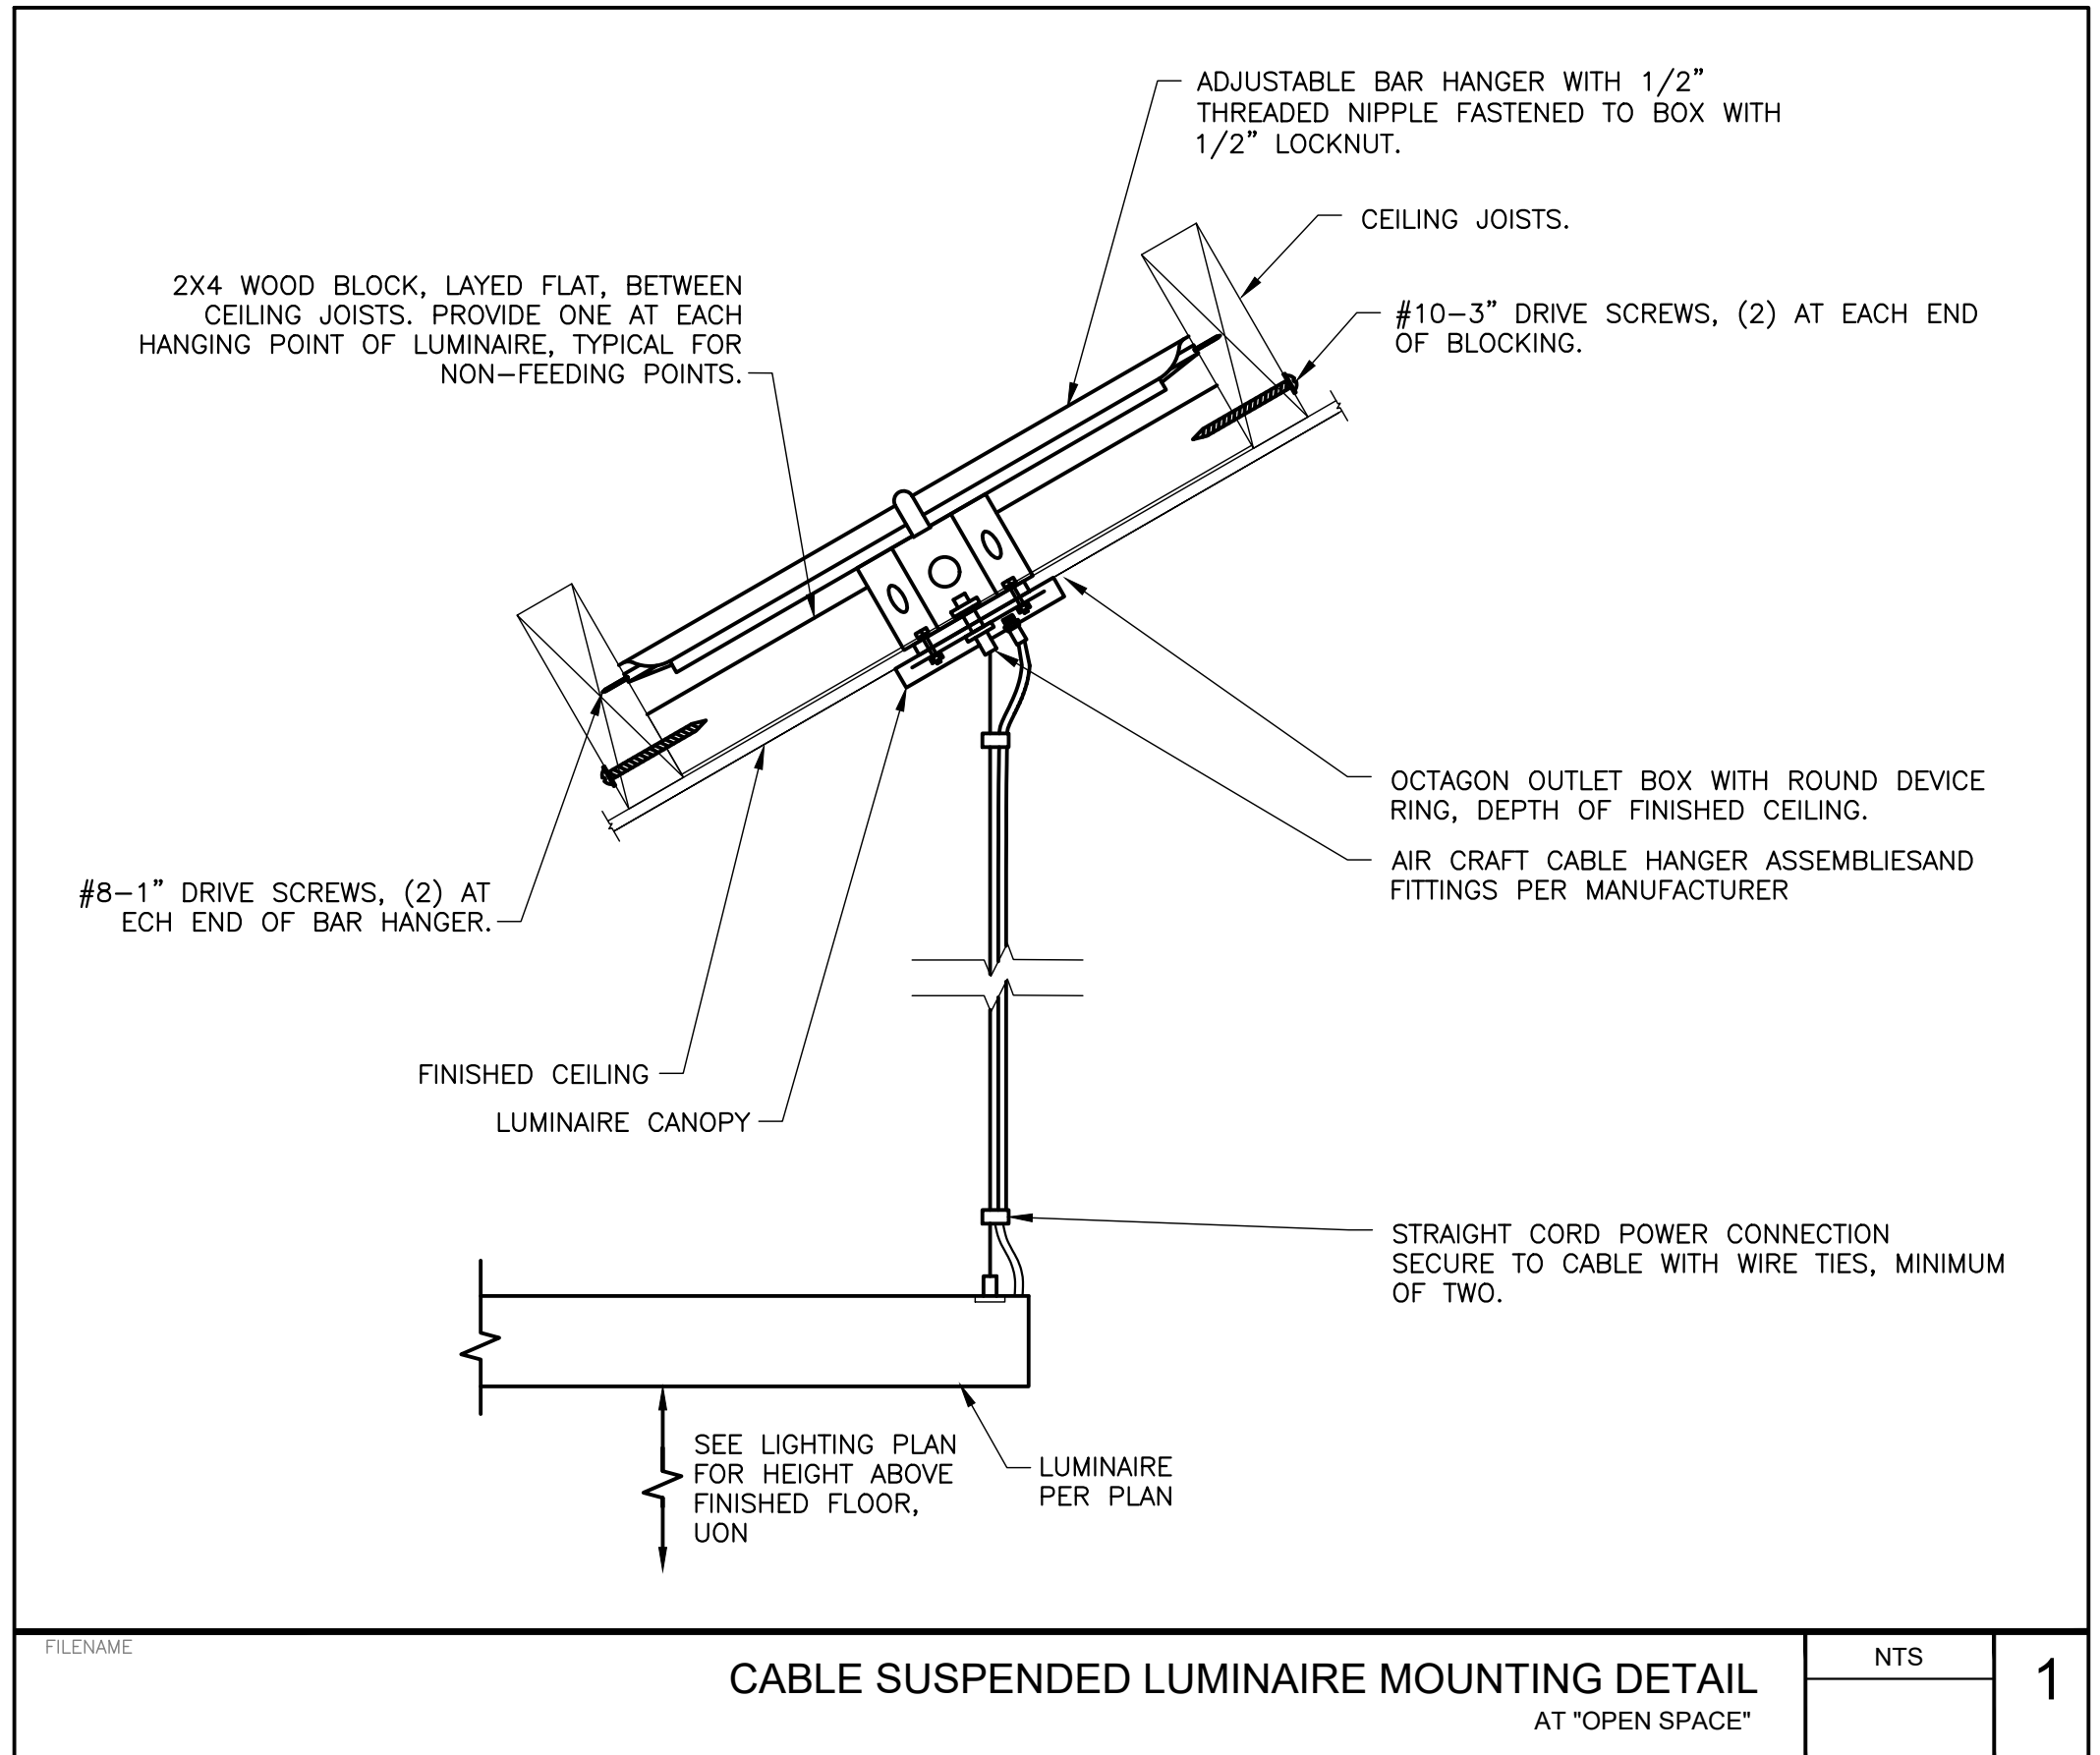 ADJUSTABLE BAR HANGER WITH 1/2”
THREADED NIPPLE FASTENED TO BOX WITH
1/2” LOCKNUT.
CEILING JOISTS.
2X4 WOOD BLOCK, LAYED FLAT, BETWEEN
CEILING JOISTS. PROVIDE ONE AT EACH
HANGING POINT OF LUMINAIRE, TYPICAL FOR
NON-FEEDING POINTS.
#10-3” DRIVE SCREWS, (2) AT EACH END
OF BLOCKING.
OCTAGON OUTLET BOX WITH ROUND DEVICE
RING, DEPTH OF FINISHED CEILING.
AIR CRAFT CABLE HANGER ASSEMBLIESAND
FITTINGS PER MANUFACTURER
#8-1” DRIVE SCREWS, (2) AT
ECH END OF BAR HANGER.
FINISHED CEILING
LUMINAIRE CANOPY
STRAIGHT CORD POWER CONNECTION
SECURE TO CABLE WITH WIRE TIES, MINIMUM
OF TWO.
SEE LIGHTING PLAN
FOR HEIGHT ABOVE
FINISHED FLOOR,
UON
LUMINAIRE
PER PLAN
FILENAME
CABLE SUSPENDED LUMINAIRE MOUNTING DETAIL
AT "OPEN SPACE"
NTS
1